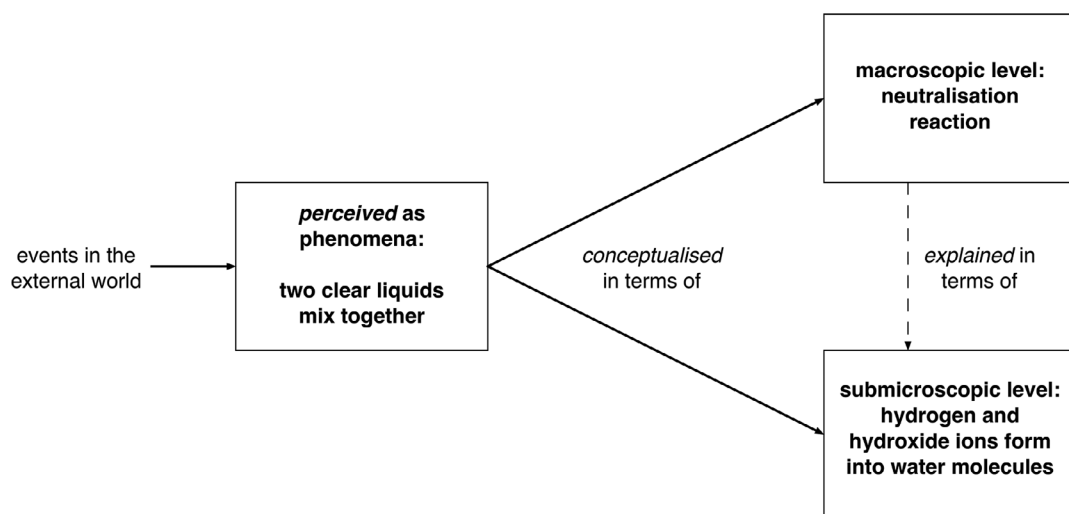 events in the
external world
perceived as
phenomena:
two clear liquids
mix together
conceptualised
in terms of
macroscopic level:
neutralisation
reaction
explained in
terms of
submicroscopic level:
hydrogen and
hydroxide ions form
into water molecules